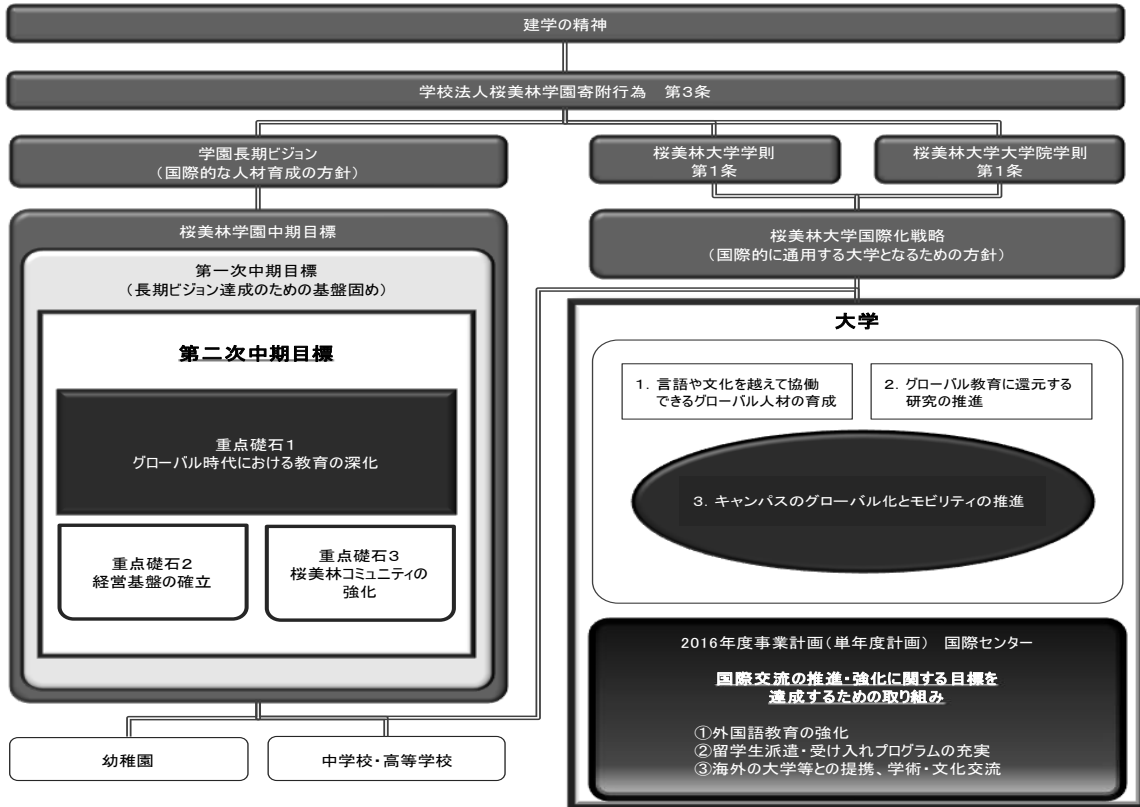 建学の精神
学校法人桜美林学園寄附行為　第3条
学園長期ビジョン
（国際的な人材育成の方針）
桜美林大学学則
第1条
桜美林大学大学院学則
第1条
桜美林学園中期目標
第一次中期目標
（長期ビジョン達成のための基盤固め）
第二次中期目標
重点礎石1
グローバル時代における教育の深化
重点礎石2
経営基盤の確立
重点礎石3
桜美林コミュニティの
強化
幼稚園
中学校・高等学校
桜美林大学国際化戦略
（国際的に通用する大学となるための方針）
大学
1. 言語や文化を越えて協働
できるグローバル人材の育成
2. グローバル教育に還元する
研究の推進
3. キャンパスのグローバル化とモビリティの推進
2016年度事業計画（単年度計画）　国際センター
国際交流の推進・強化に関する目標を
達成するための取り組み
①外国語教育の強化
②留学生派遣・受け入れプログラムの充実
③海外の大学等との提携、学術・文化交流